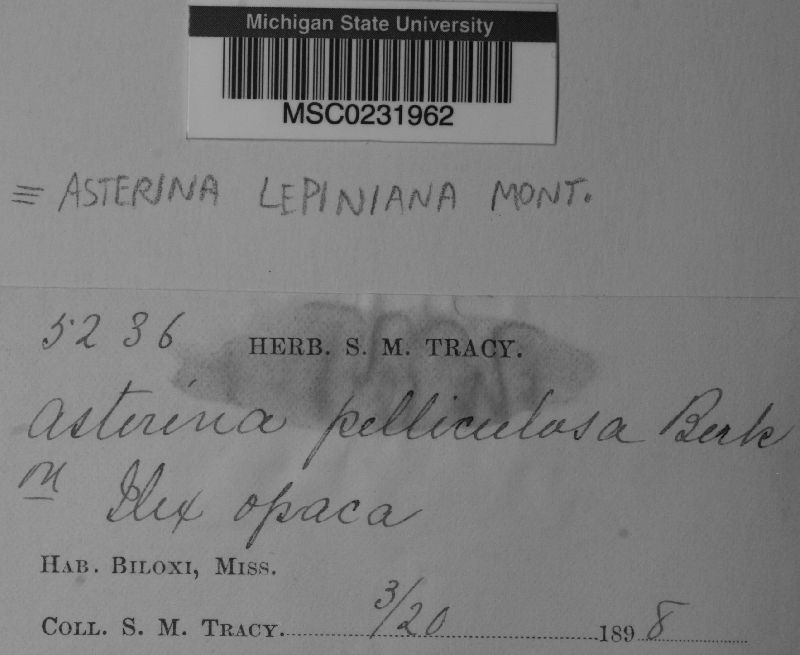 Michigan State University
MSC0231962
≡ ASTERINA LEPINIANA MONT.
5236
HERB. S. M. TRACY.
Asterina pelliculosa Berk
on Ilex opaca
HAB. BILOXI, MISS.
COLL. S. M. TRACY. 3/20 1898